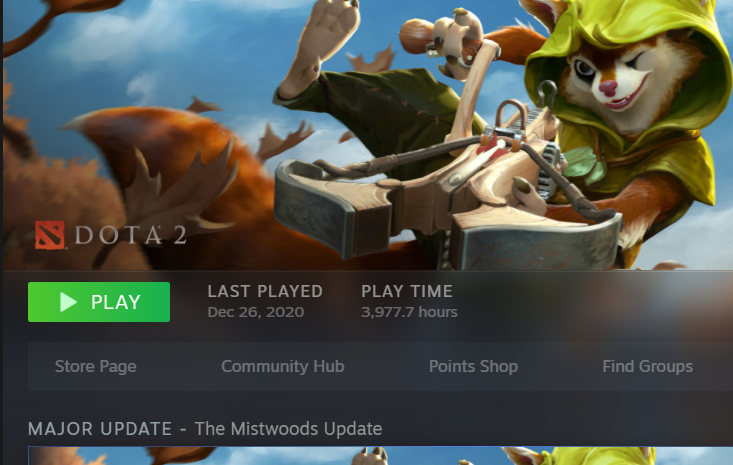 DOTA 2
PLAY
LAST PLAYED
Dec 26, 2020
PLAY TIME
3,977.7 hours
Store Page
Community Hub
Points Shop
Find Groups
MAJOR UPDATE - The Mistwoods Update